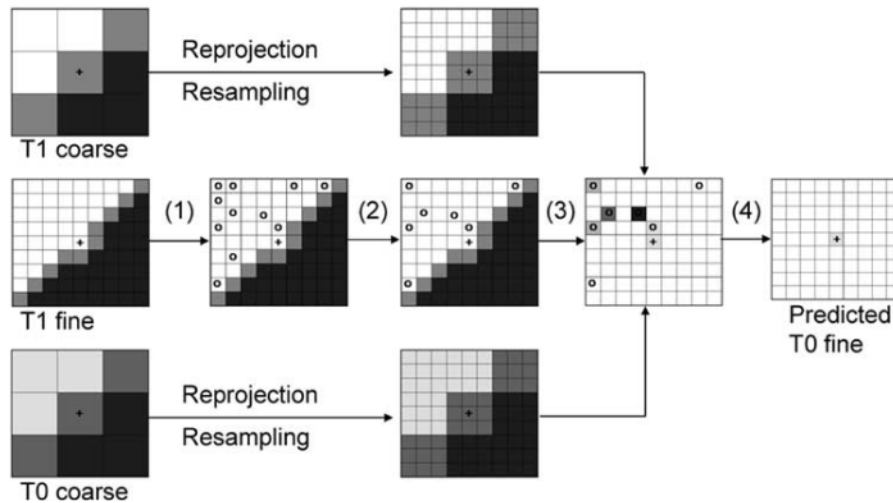 Reprojection
Resampling
T1 coarse
(1)
(2)
(3)
(4)
T1 fine
Predicted
T0 fine
Reprojection
Resampling
T0 coarse